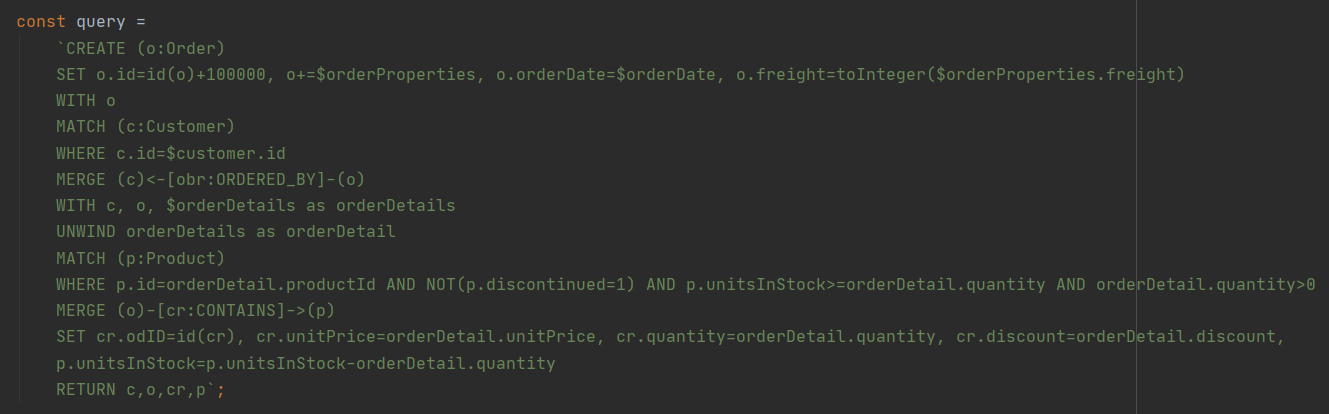 const query =
`CREATE (o:Order)
SET o.id=id(o)+100000, o+=$orderProperties, o.orderDate=$orderDate, o.freight=toInteger($orderProperties.freight)
WITH o
MATCH (c:Customer)
WHERE c.id=$customer.id
MERGE (c)<-[obr:ORDERED_BY]-(o)
WITH c, o, $orderDetails as orderDetails
UNWIND orderDetails as orderDetail
MATCH (p:Product)
WHERE p.id=orderDetail.productId AND NOT(p.discontinued=1) AND p.unitsInStock>=orderDetail.quantity AND orderDetail.quantity>0
MERGE (o)-[cr:CONTAINS]->(p)
SET cr.odID=id(cr), cr.unitPrice=orderDetail.unitPrice, cr.quantity=orderDetail.quantity, cr.discount=orderDetail.discount,
p.unitsInStock=p.unitsInStock-orderDetail.quantity
RETURN c,o,cr,p`;